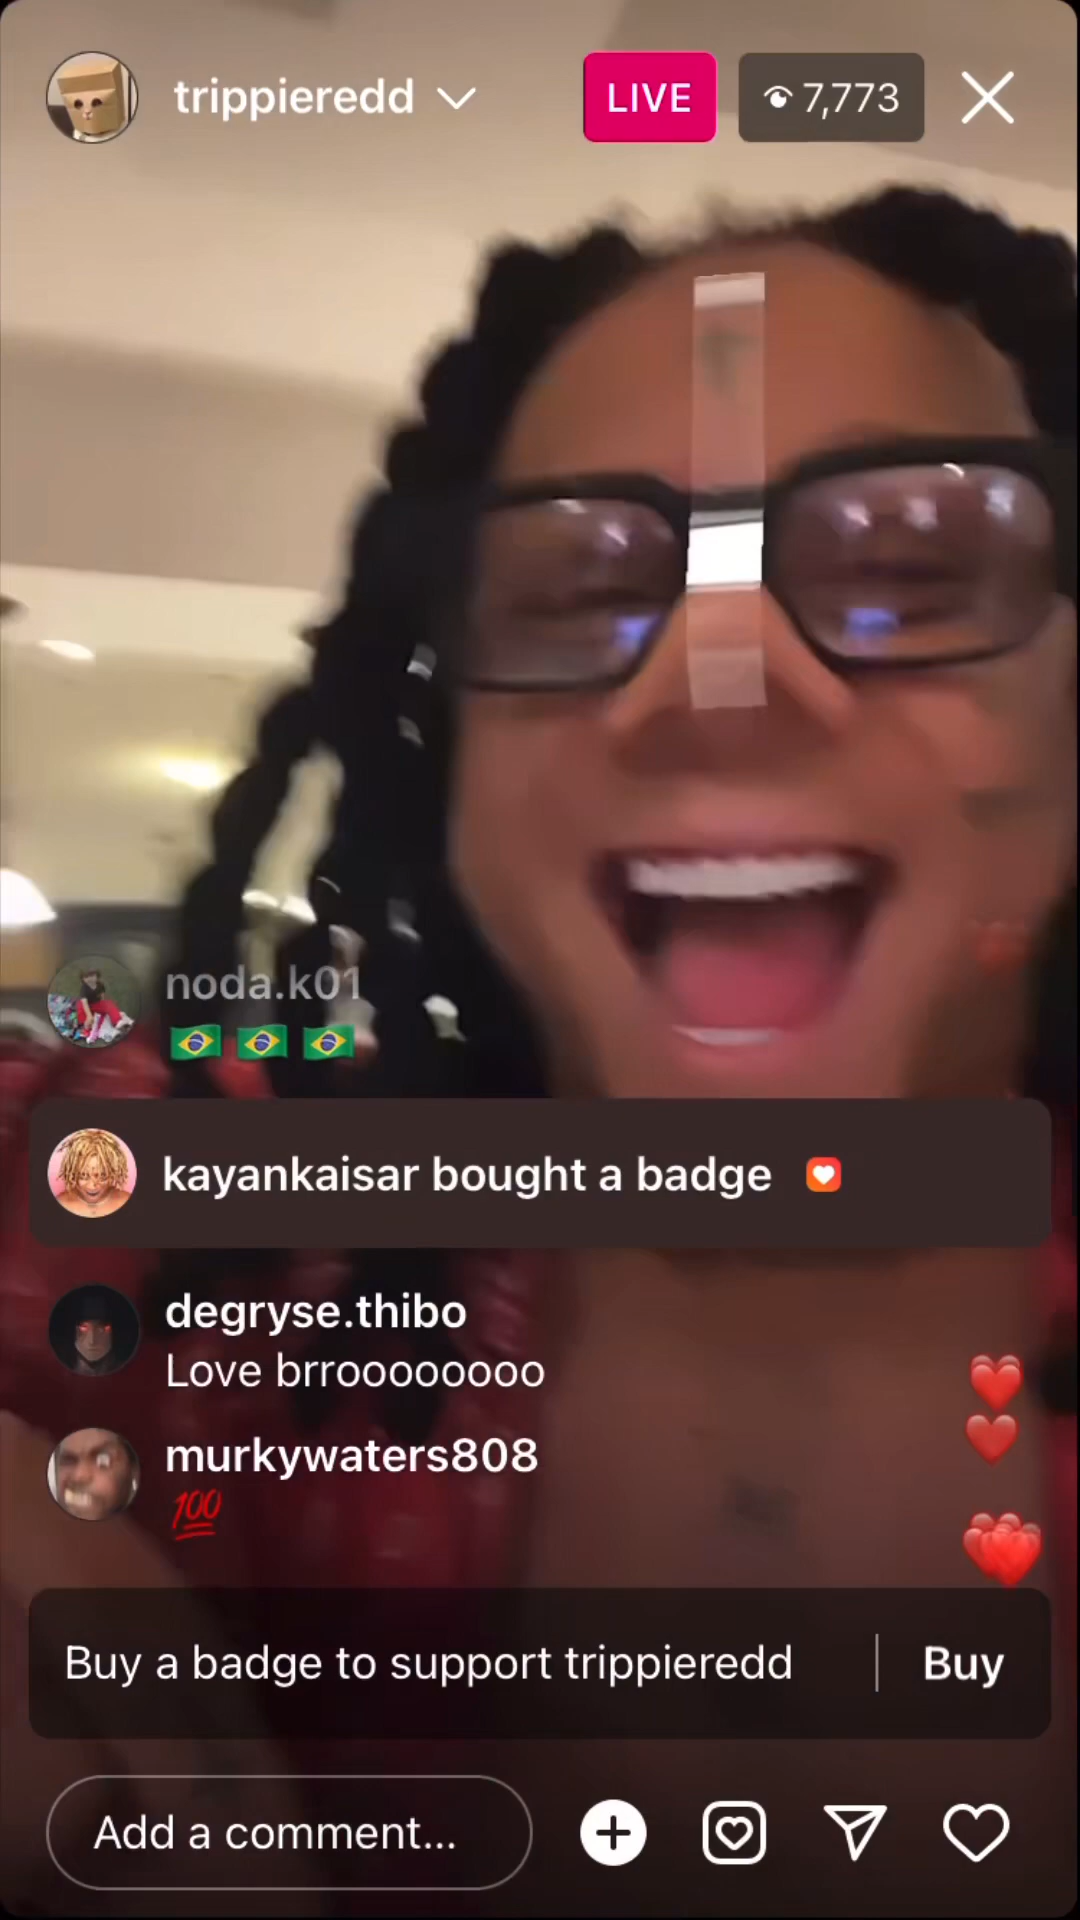 trippieredd
LIVE
7,773
noda.k01
🇧🇷 🇧🇷 🇧🇷
kayankaisar bought a badge
degryse.thibo
Love brroooooooo
murkywaters808
💯
Buy a badge to support trippieredd
Buy
Add a comment...